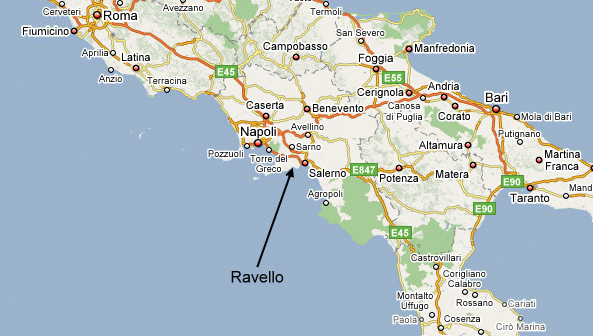 Cerveteri
Roma
Avezzano
Termoli
Fiumicino
San Severo
Manfredonia
Aprilia
Latina
Campobasso
Foggia
Anzio
Terracina
E45
E55
Cerignola
Andria
Bari
Caserta
Benevento
Canosa
di Puglia
Corato
Mola di Bari
Napoli
Avellino
Putignano
Pozzuoli
Torre del
Greco
Sarno
Altamura
Martina
Franca
Salerno
E847
Potenza
Matera
E90
Agropoli
Taranto
Mand
E45
E90
Ravello
Castrovillari
Corigliano
Calabro
Montalto
Uffugo
Rossano
Cariati
Paola
Cosenza
Cirò Marina